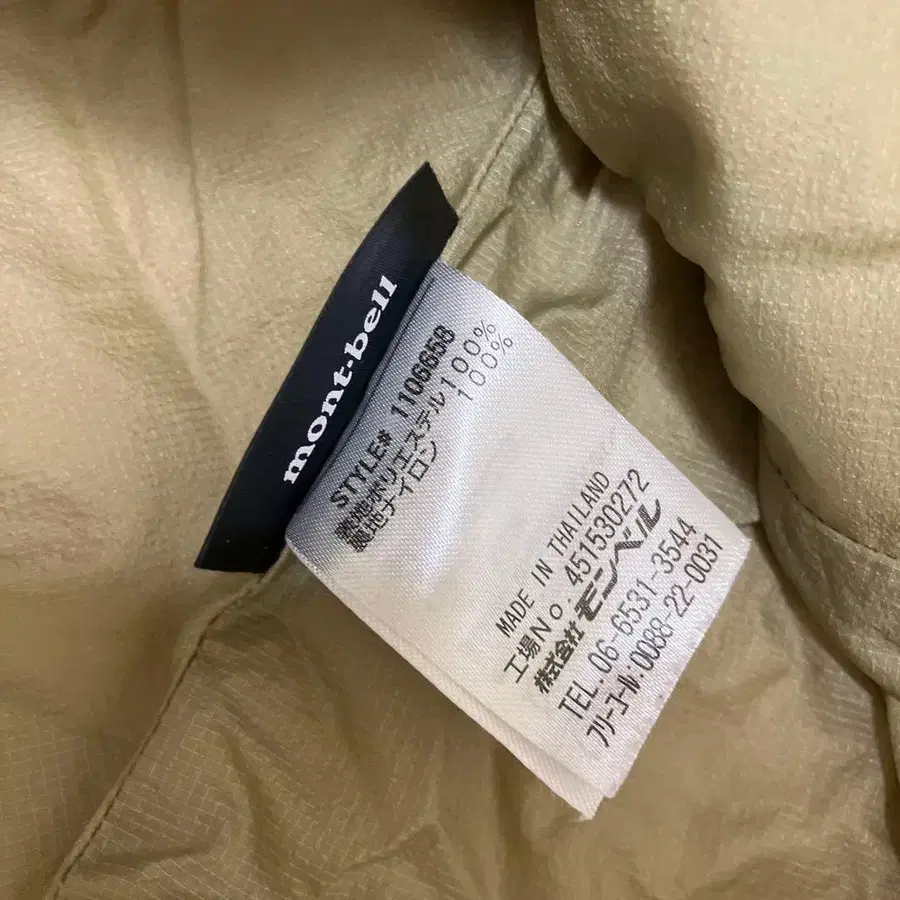 mont-bell
STYLE# 1106658
表地ポリエステル100%
裏地ナイロン 100%
MADE IN THAILAND
工場No.451530272
株式会社モンベル
TEL.06-6531-3544
フリーコール:0088-22-0031